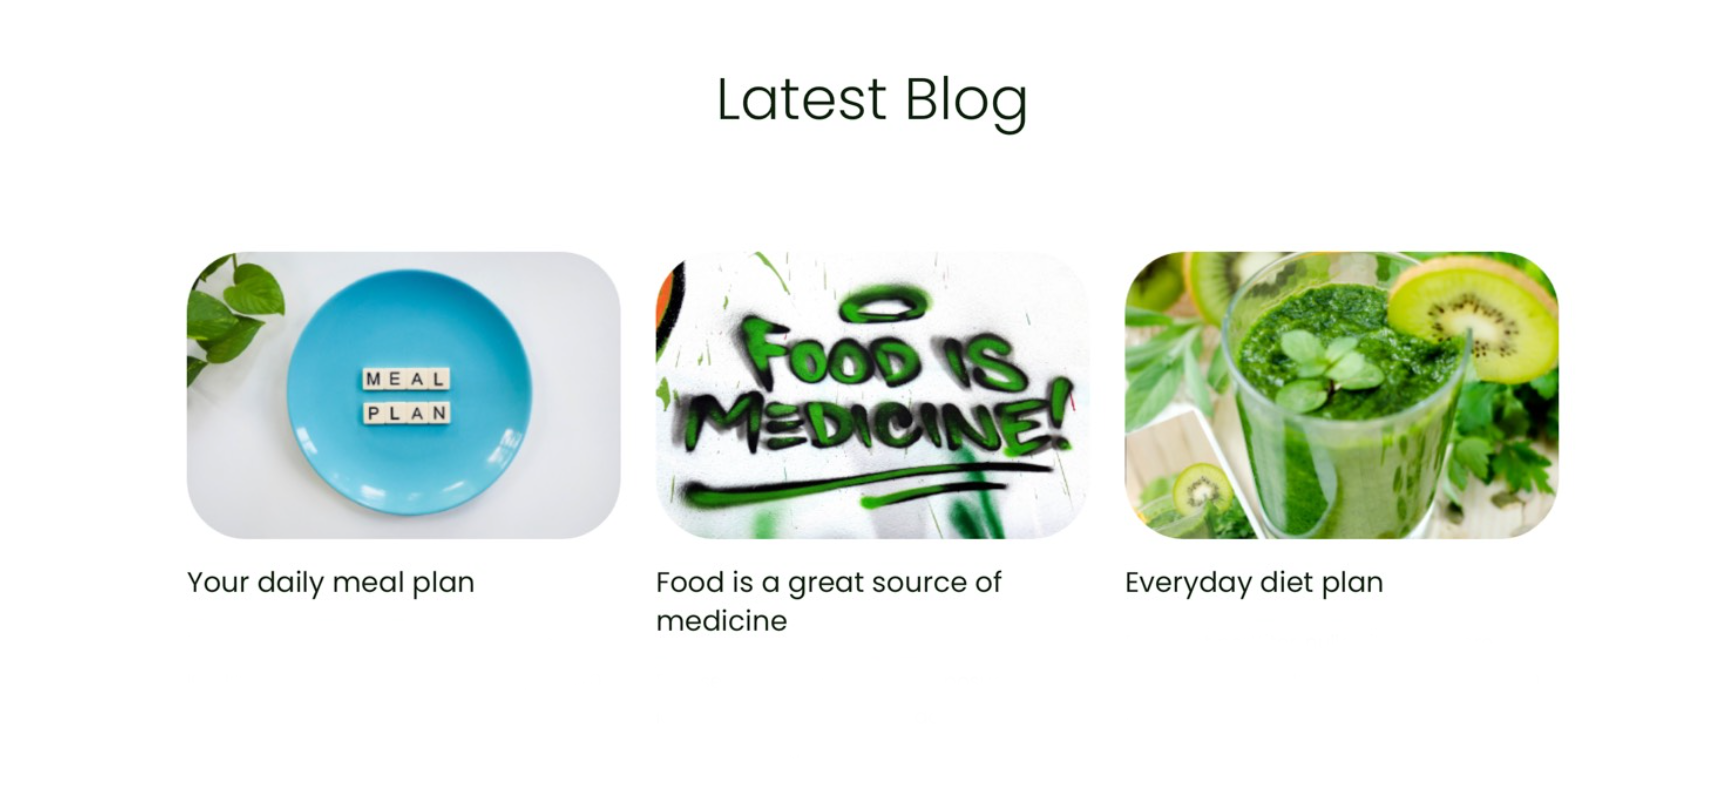 Latest Blog
MEAL
PLAN
FOOD IS
MEDICINE!
Your daily meal plan
Food is a great source of
medicine
Everyday diet plan